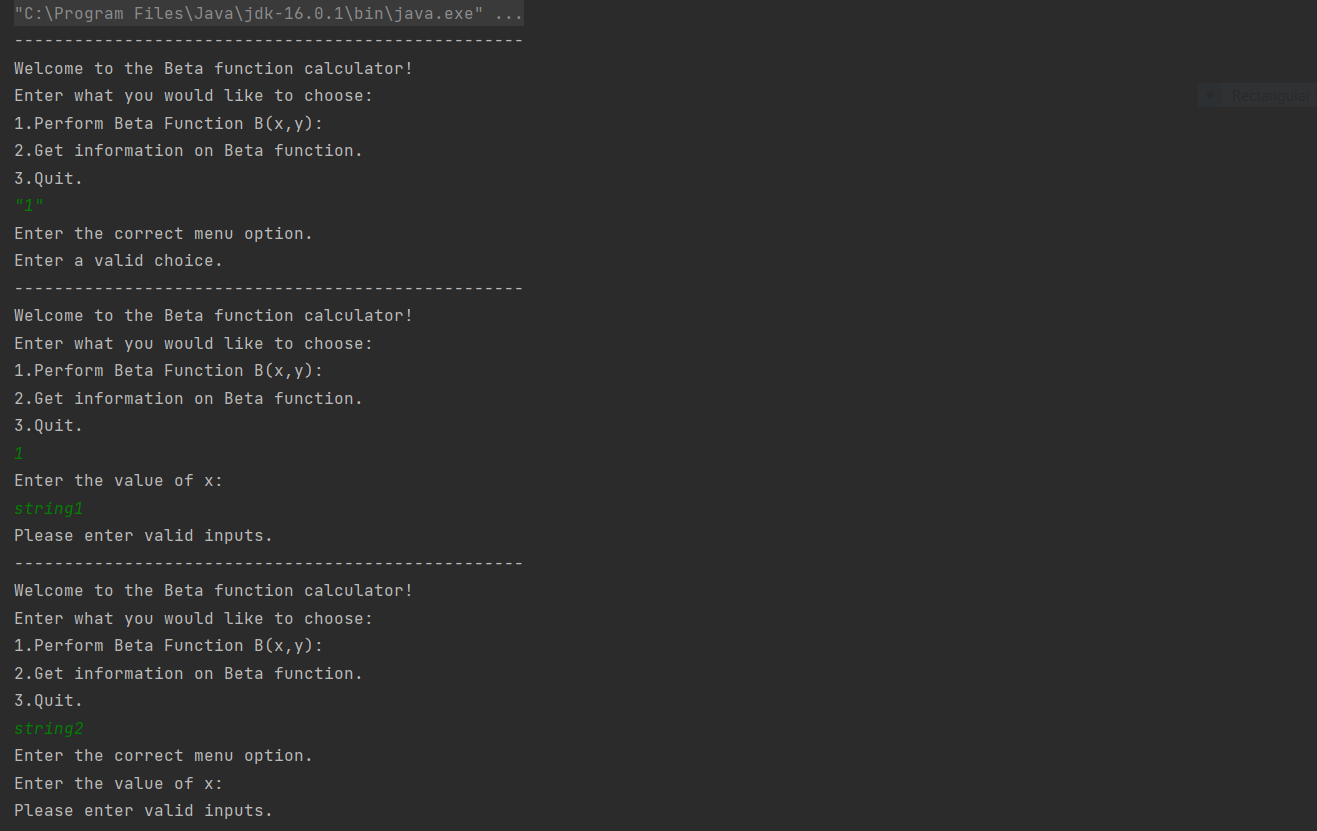 "C:\Program Files\Java\jdk-16.0.1\bin\java.exe" ...
---------------------------------------------------
Welcome to the Beta function calculator!
Enter what you would like to choose:
Rectangular
1.Perform Beta Function B(x,y):
2.Get information on Beta function.
3.Quit.
"1"
Enter the correct menu option.
Enter a valid choice.
---------------------------------------------------
Welcome to the Beta function calculator!
Enter what you would like to choose:
1.Perform Beta Function B(x,y):
2.Get information on Beta function.
3.Quit.
1
Enter the value of x:
string1
Please enter valid inputs.
---------------------------------------------------
Welcome to the Beta function calculator!
Enter what you would like to choose:
1.Perform Beta Function B(x,y):
2.Get information on Beta function.
3.Quit.
string2
Enter the correct menu option.
Enter the value of x:
Please enter valid inputs.